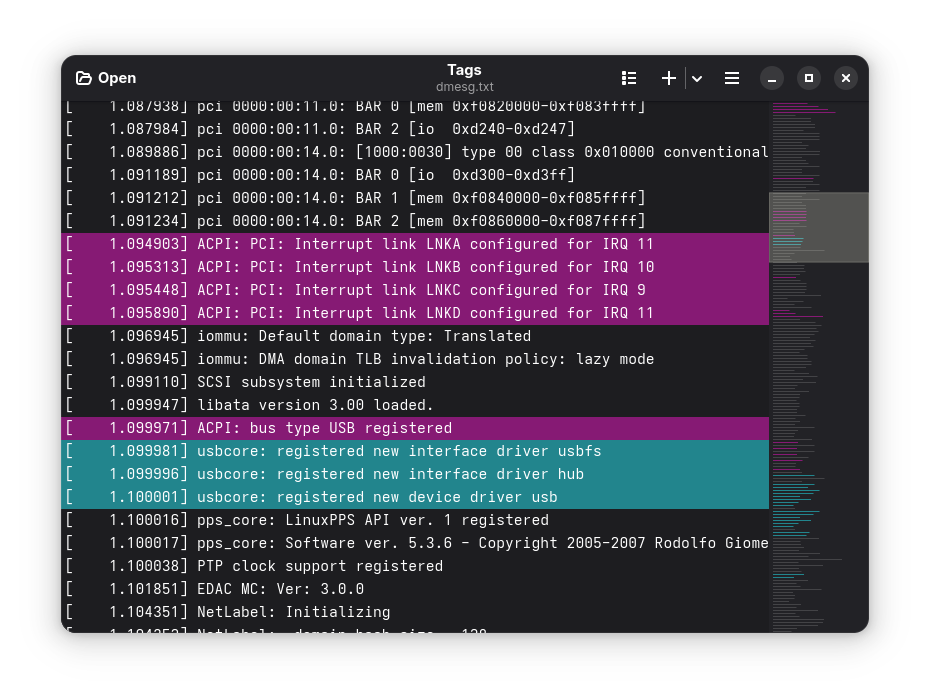 Open
Tags
dmesg.txt
[    1.087938] pci 0000:00:11.0: BAR 0 [mem 0xf0820000-0xf083ffff]
[    1.087984] pci 0000:00:11.0: BAR 2 [io  0xd240-0xd247]
[    1.089886] pci 0000:00:14.0: [1000:0030] type 00 class 0x010000 conventional
[    1.091189] pci 0000:00:14.0: BAR 0 [io  0xd300-0xd3ff]
[    1.091212] pci 0000:00:14.0: BAR 1 [mem 0xf0840000-0xf085ffff]
[    1.091234] pci 0000:00:14.0: BAR 2 [mem 0xf0860000-0xf087ffff]
[    1.094903] ACPI: PCI: Interrupt link LNKA configured for IRQ 11
[    1.095313] ACPI: PCI: Interrupt link LNKB configured for IRQ 10
[    1.095448] ACPI: PCI: Interrupt link LNKC configured for IRQ 9
[    1.095890] ACPI: PCI: Interrupt link LNKD configured for IRQ 11
[    1.096945] iommu: Default domain type: Translated
[    1.096945] iommu: DMA domain TLB invalidation policy: lazy mode
[    1.099110] SCSI subsystem initialized
[    1.099947] libata version 3.00 loaded.
[    1.099971] ACPI: bus type USB registered
[    1.099981] usbcore: registered new interface driver usbfs
[    1.099996] usbcore: registered new interface driver hub
[    1.100001] usbcore: registered new device driver usb
[    1.100016] pps_core: LinuxPPS API ver. 1 registered
[    1.100017] pps_core: Software ver. 5.3.6 - Copyright 2005-2007 Rodolfo Giome
[    1.100038] PTP clock support registered
[    1.101851] EDAC MC: Ver: 3.0.0
[    1.104351] NetLabel: Initializing